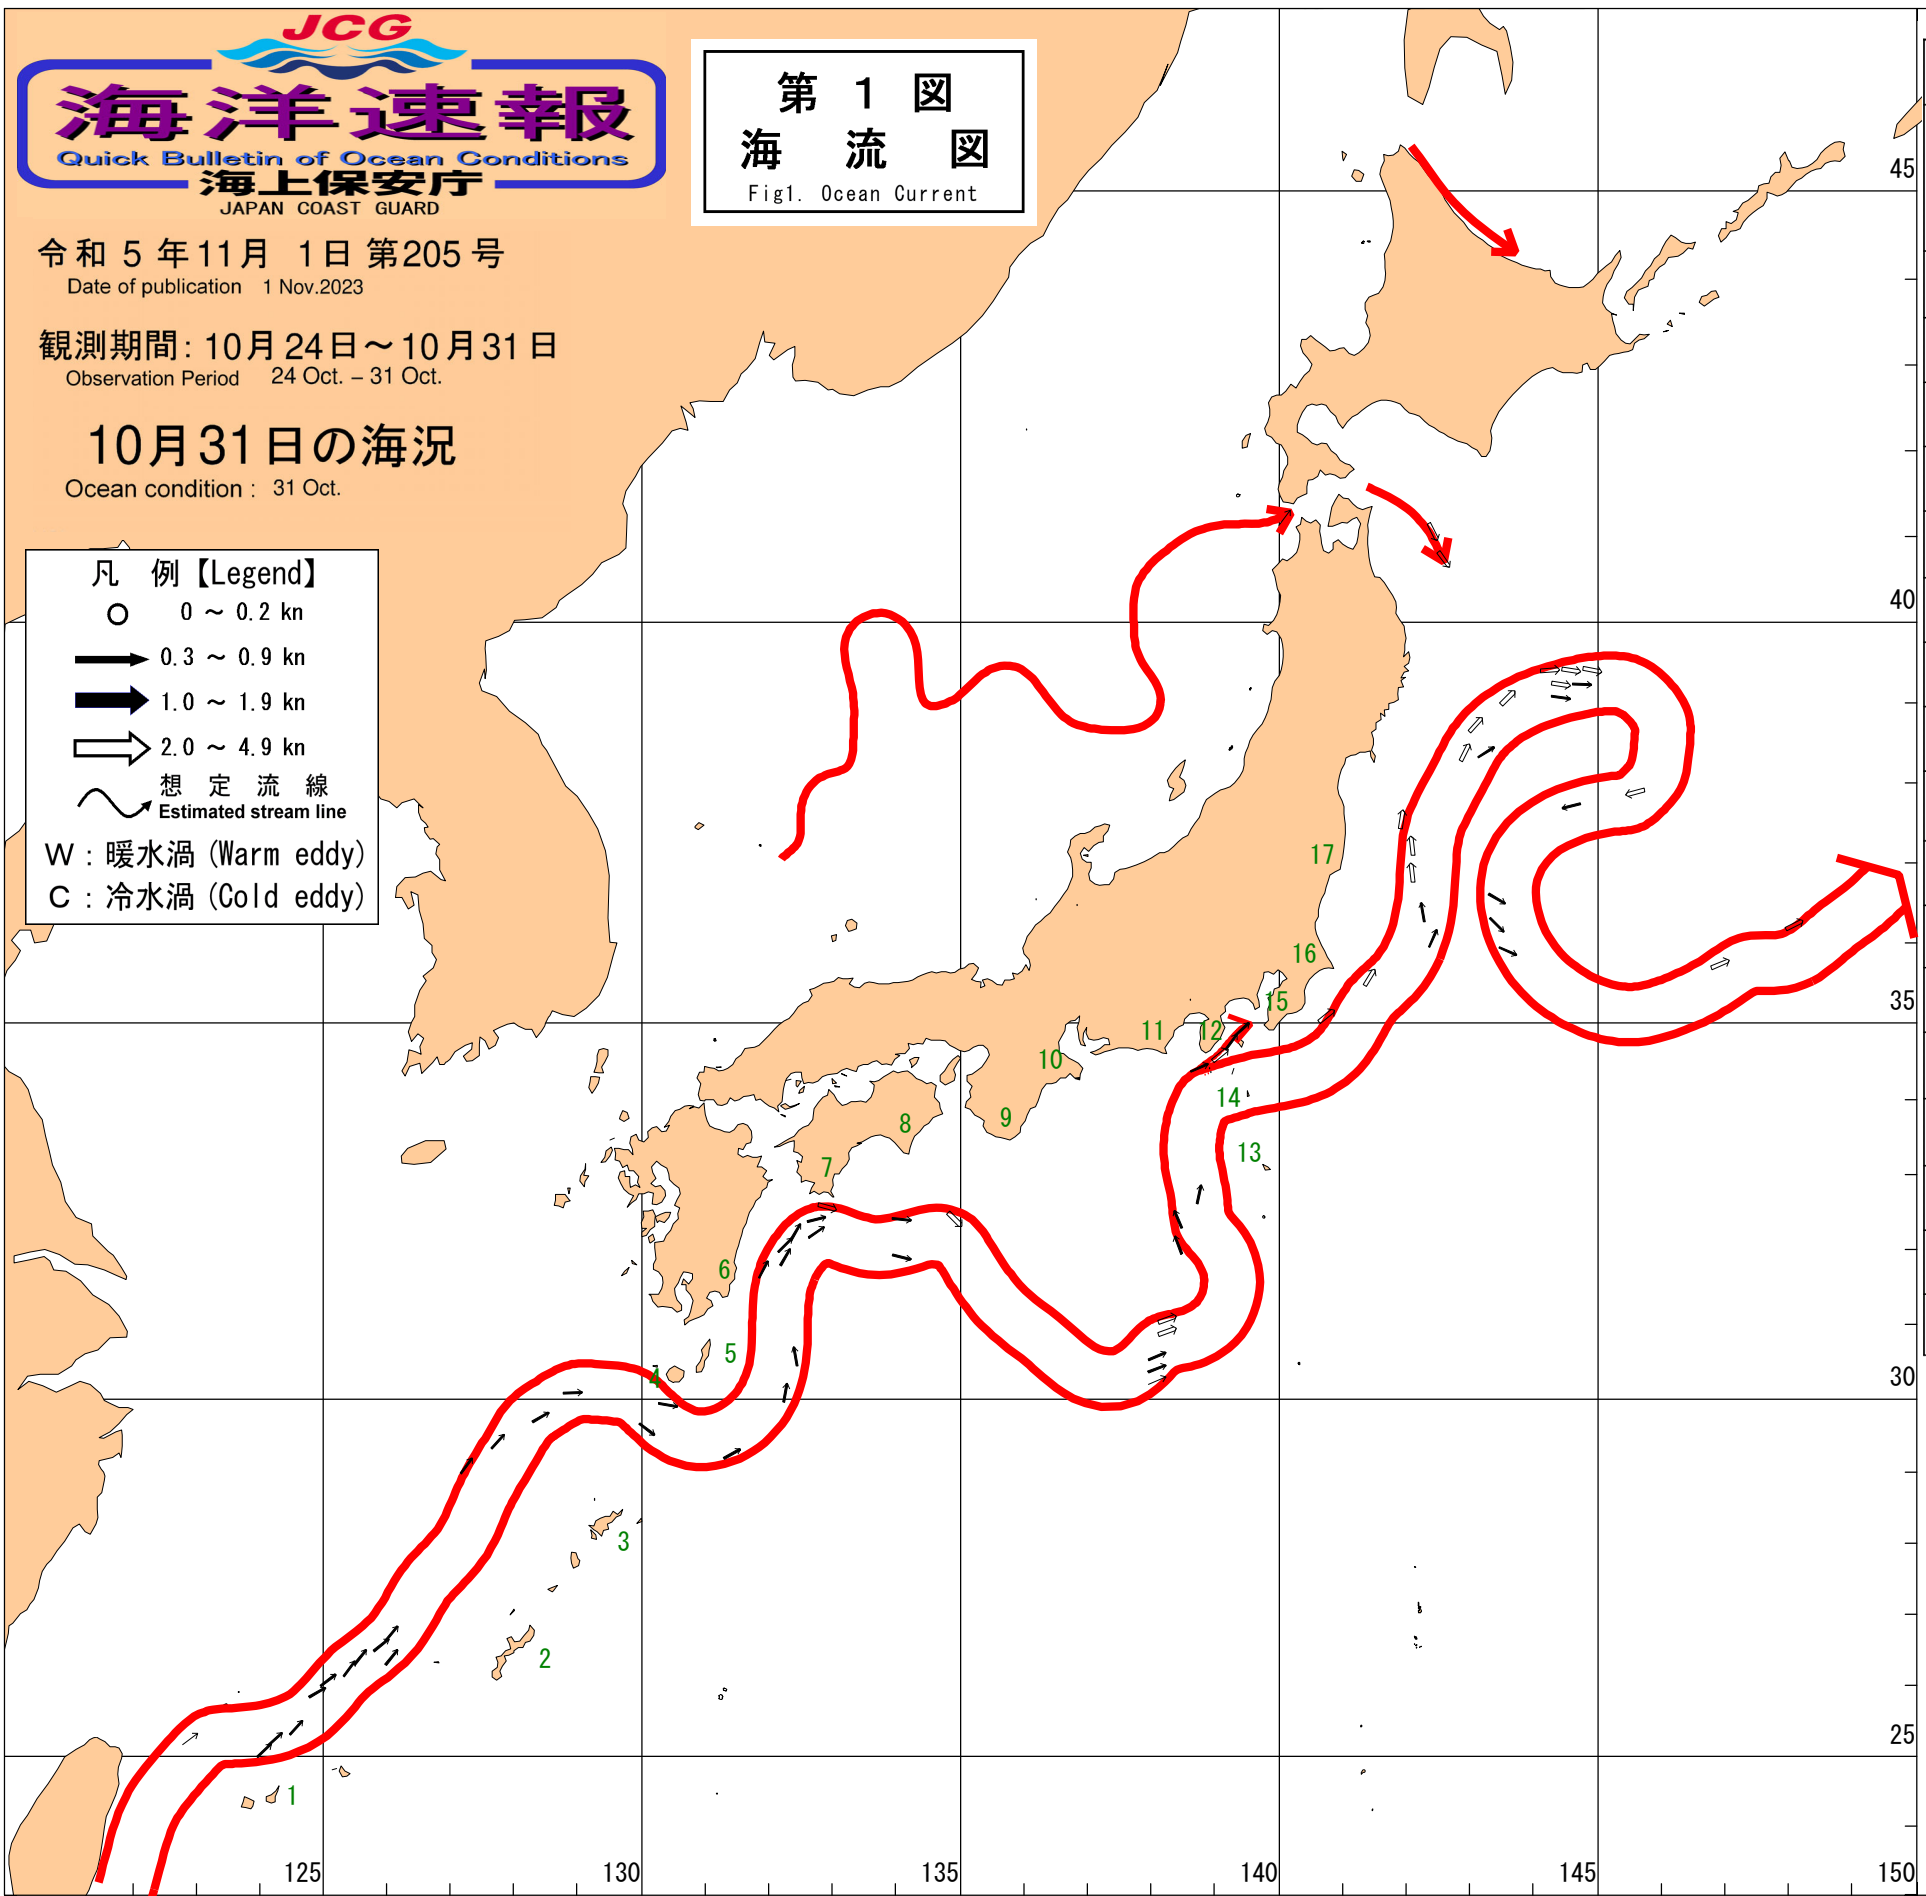 JCG
海洋速報
Quick Bulletin of Ocean Conditions
海上保安庁
JAPAN COAST GUARD
令和 5 年 11月 1日 第205号
Date of publication 1 Nov.2023
観測期間: 10月24日～10月31日
Observation Period 24 Oct. – 31 Oct.
10月31日の海況
Ocean condition : 31 Oct.
第 1 図
海 流 図
Fig1. Ocean Current
凡 例【Legend】
0 ～ 0.2 kn
0.3 ～ 0.9 kn
1.0 ～ 1.9 kn
2.0 ～ 4.9 kn
想 定 流 線
Estimated stream line
W : 暖水渦 (Warm eddy)
C : 冷水渦 (Cold eddy)
45
40
17
16
35
15
12
11
10
14
9
8
13
7
6
5
4
30
3
2
25
1
125
130
135
140
145
150